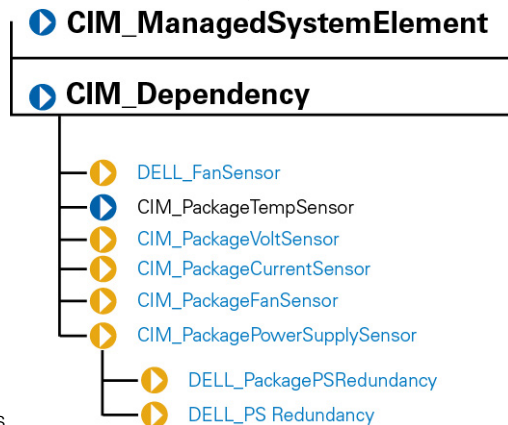 CIM_ManagedSystemElement
CIM_Dependency
DELL_FanSensor
CIM_PackageTempSensor
CIM_PackageVoltSensor
CIM_PackageCurrentSensor
CIM_PackageFanSensor
CIM_PackagePowerSupplySensor
DELL_PackagePSRedundancy
DELL_PS Redundancy